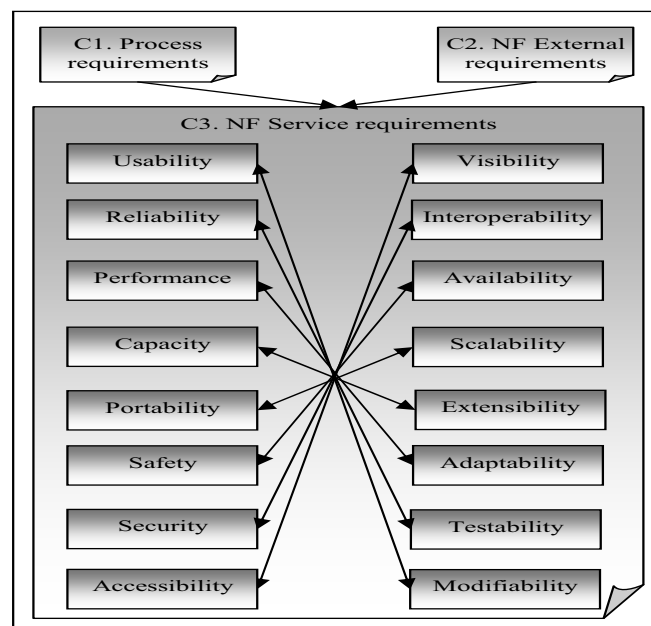 C1. Process
requirements
C2. NF External
requirements
C3. NF Service requirements
Usability
Visibility
Reliability
Interoperability
Performance
Availability
Capacity
Scalability
Portability
Extensibility
Safety
Adaptability
Security
Testability
Accessibility
Modifiability